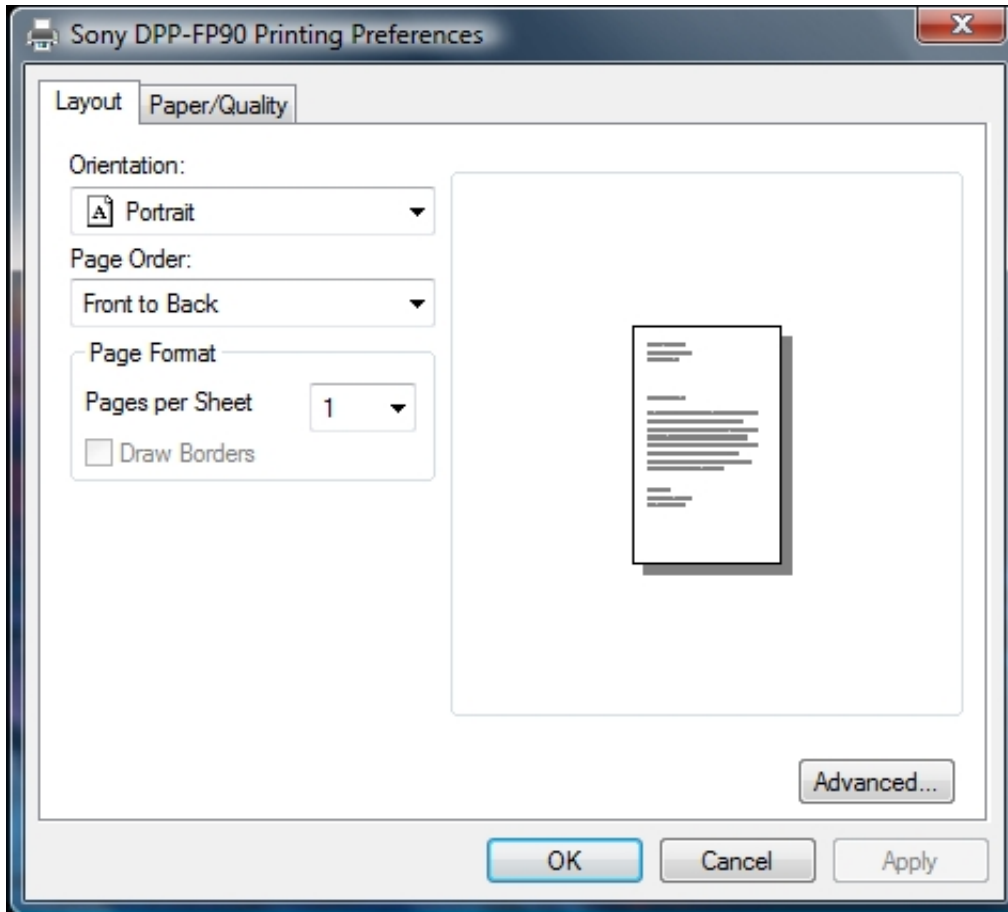 Sony DPP-FP90 Printing Preferences
Layout
Paper/Quality
Orientation:
A Portrait
Page Order:
Front to Back
Page Format
Pages per Sheet 1
Draw Borders
Advanced...
OK Cancel Apply